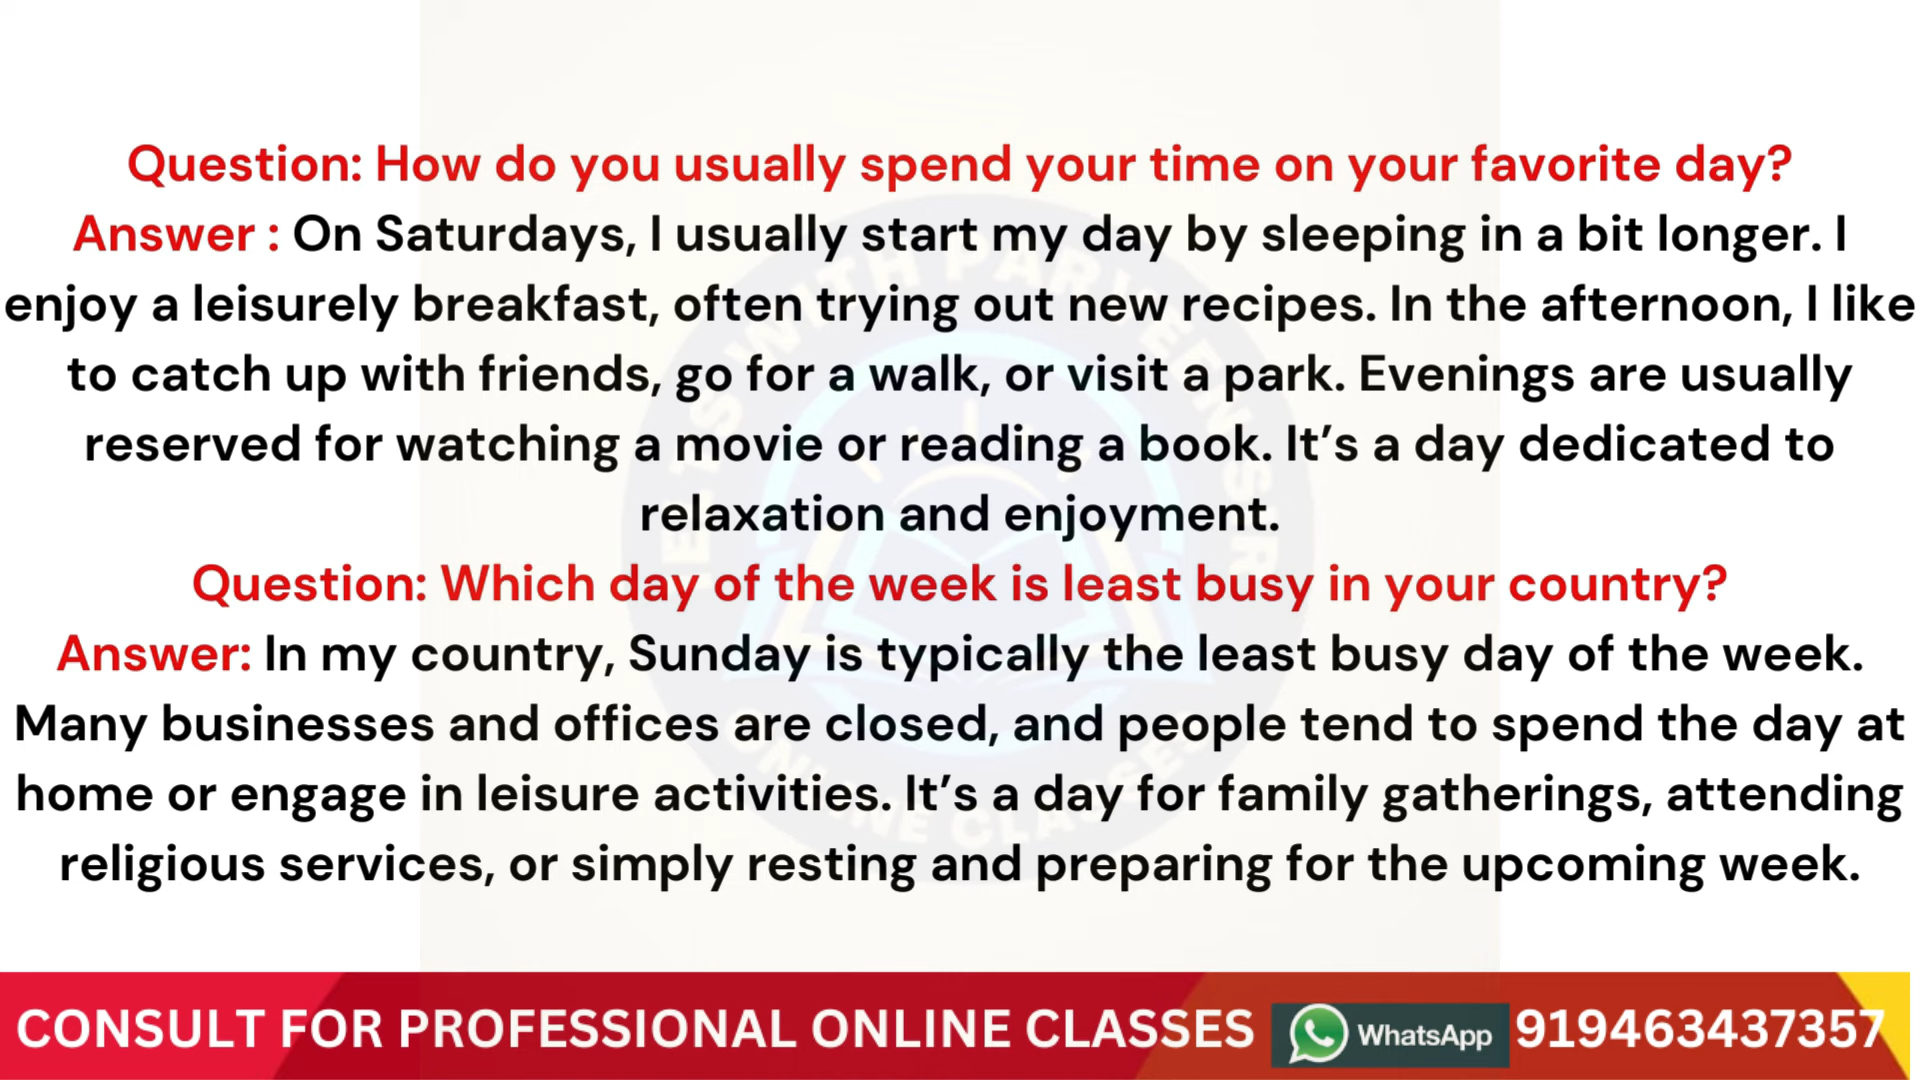 Question: How do you usually spend your time on your favorite day?
Answer : On Saturdays, I usually start my day by sleeping in a bit longer. I
enjoy a leisurely breakfast, often trying out new recipes. In the afternoon, I like
to catch up with friends, go for a walk, or visit a park. Evenings are usually
reserved for watching a movie or reading a book. It’s a day dedicated to
relaxation and enjoyment.
Question: Which day of the week is least busy in your country?
Answer: In my country, Sunday is typically the least busy day of the week.
Many businesses and offices are closed, and people tend to spend the day at
home or engage in leisure activities. It’s a day for family gatherings, attending
religious services, or simply resting and preparing for the upcoming week.
CONSULT FOR PROFESSIONAL ONLINE CLASSES WhatsApp 919463437357